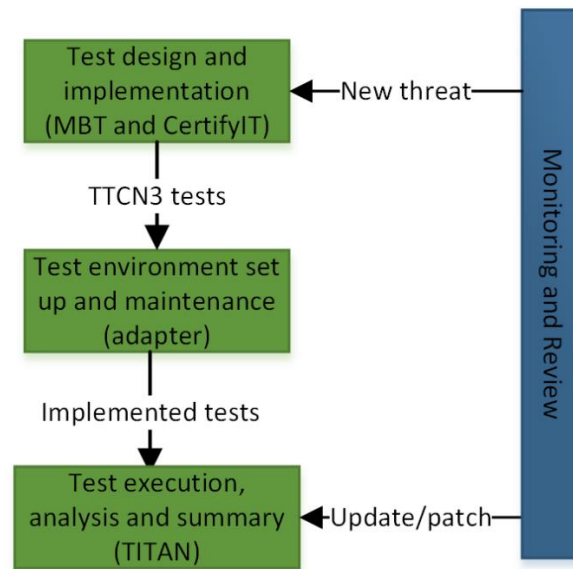 Test design and
implementation
(MBT and CertifyIT)
New threat
TTCN3 tests
Test environment set
up and maintenance
(adapter)
Implemented tests
Test execution,
analysis and summary
(TITAN)
Update/patch
Monitoring and Review